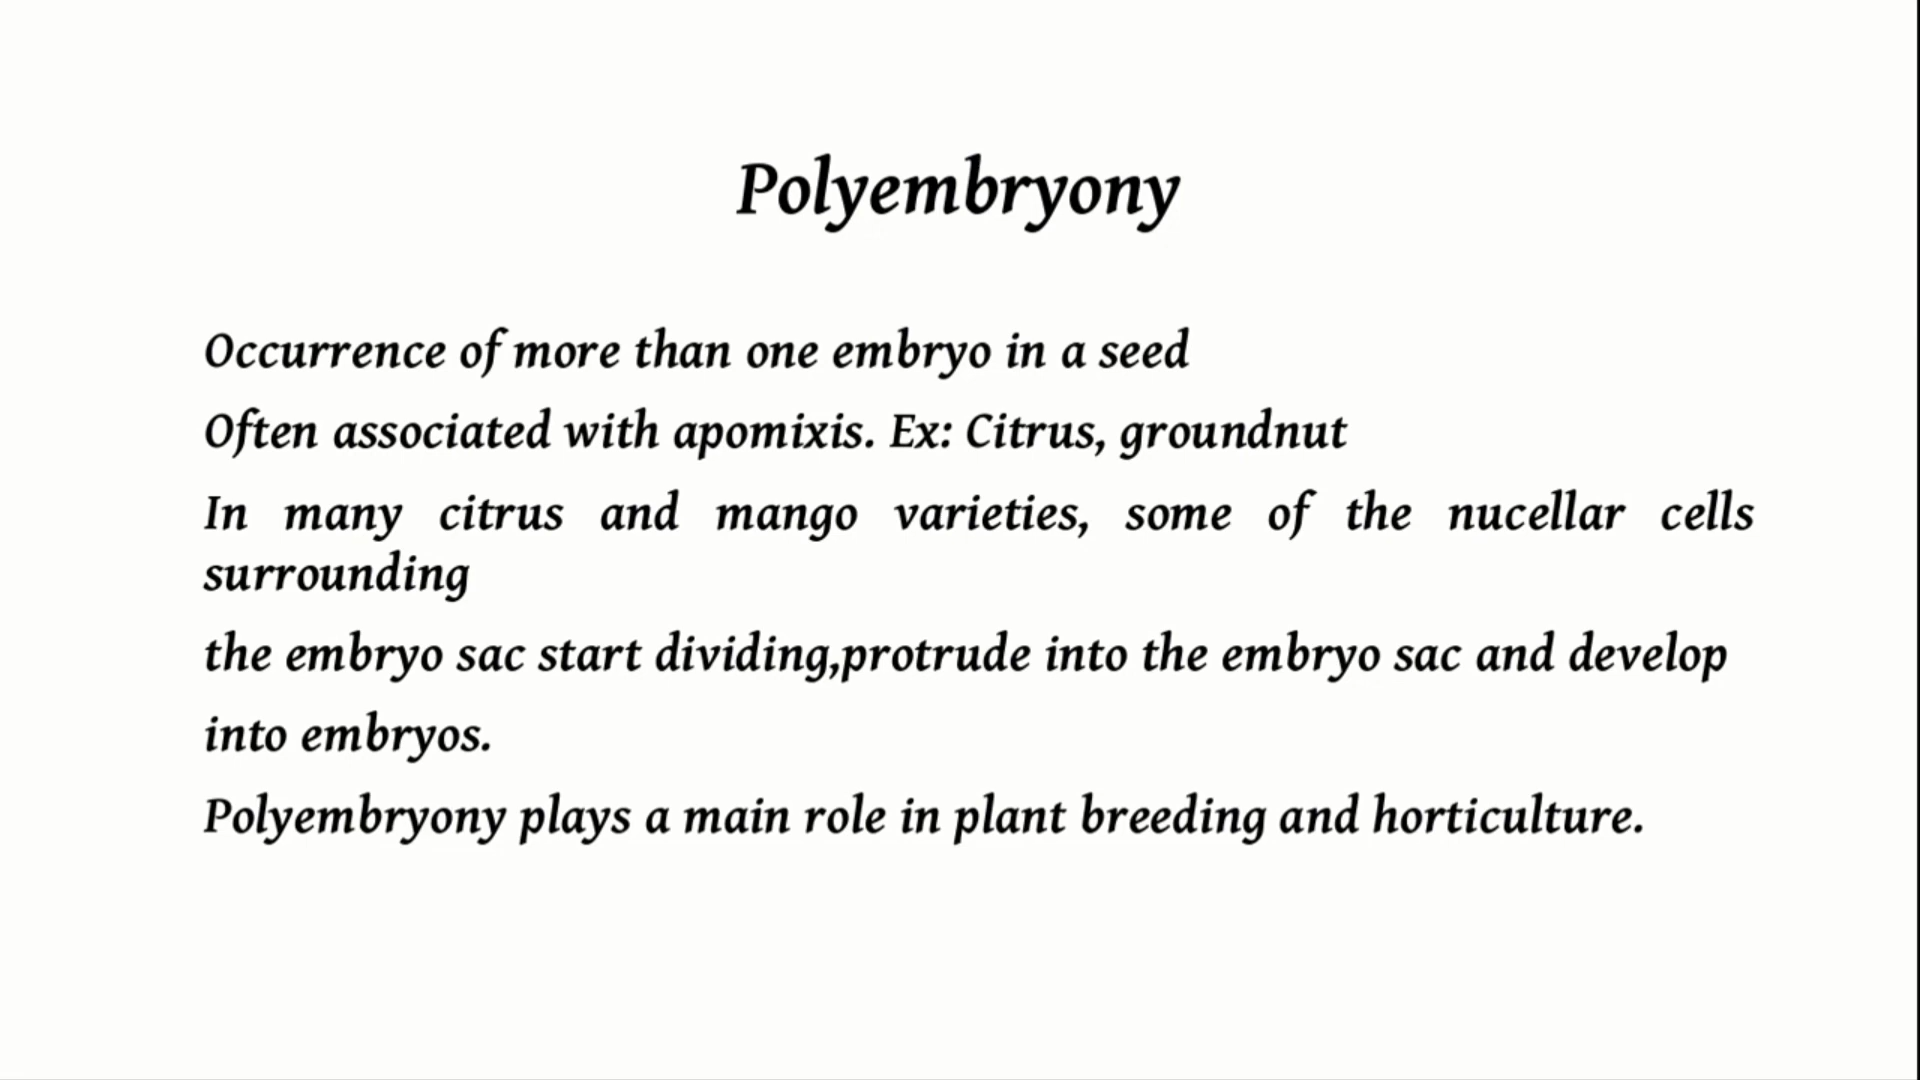 Polyembryony
Occurrence of more than one embryo in a seed
Often associated with apomixis. Ex: Citrus, groundnut
In many citrus and mango varieties, some of the nucellar cells
surrounding
the embryo sac start dividing,protrude into the embryo sac and develop
into embryos.
Polyembryony plays a main role in plant breeding and horticulture.